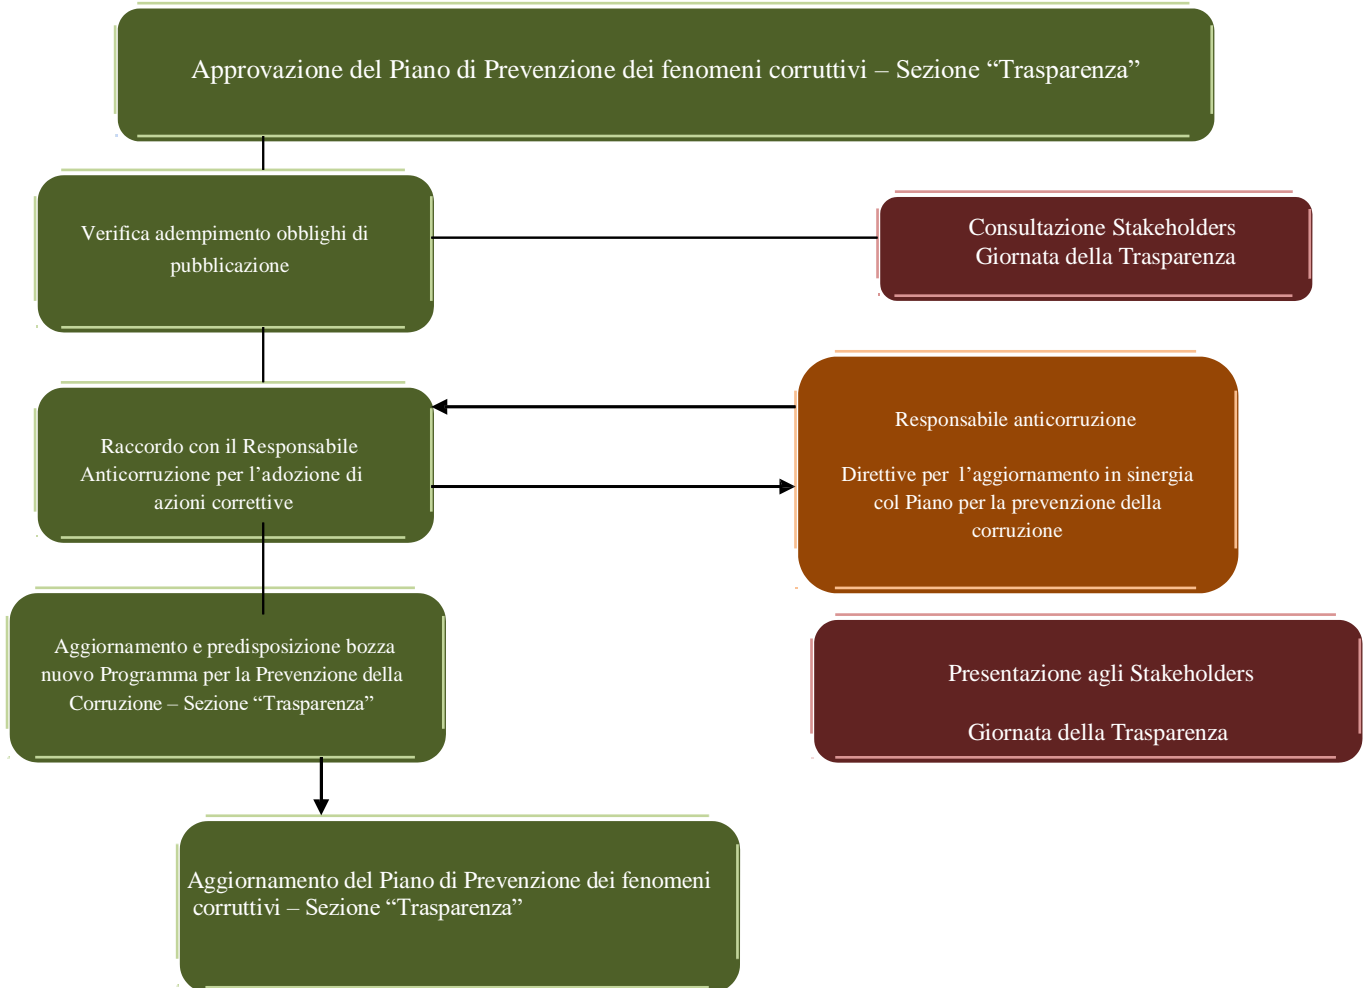 Approvazione del Piano di Prevenzione dei fenomeni corruttivi – Sezione “Trasparenza”
Verifica adempimento obblighi di
pubblicazione
Consultazione Stakeholders
Giornata della Trasparenza
Raccordo con il Responsabile
Anticorruzione per l’adozione di
azioni correttive
Responsabile anticorruzione
Direttive per l’aggiornamento in sinergia
col Piano per la prevenzione della
corruzione
Aggiornamento e predisposizione bozza
nuovo Programma per la Prevenzione della
Corruzione – Sezione “Trasparenza”
Presentazione agli Stakeholders
Giornata della Trasparenza
Aggiornamento del Piano di Prevenzione dei fenomeni
corruttivi – Sezione “Trasparenza”